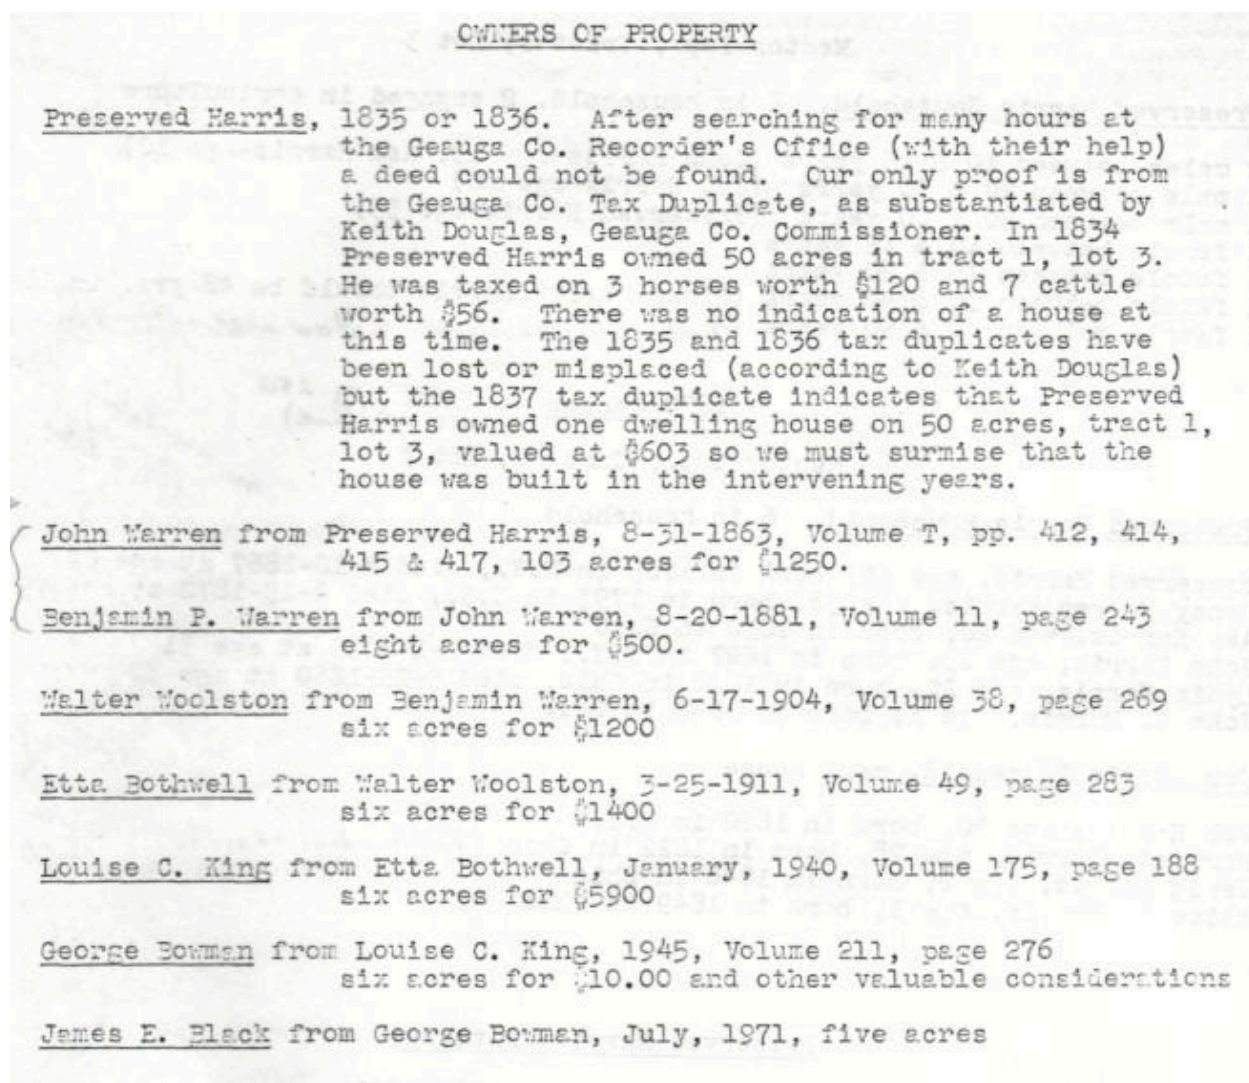 OWNERS OF PROPERTY
Preserved Harris, 1835 or 1836. After searching for many hours at
the Geauga Co. Recorder's Office (with their help)
a deed could not be found. Our only proof is from
the Geauga Co. Tax Duplicate, as substantiated by
Keith Douglas, Geauga Co. Commissioner. In 1834
Preserved Harris owned 50 acres in tract 1, lot 3.
He was taxed on 3 horses worth $120 and 7 cattle
worth $56. There was no indication of a house at
this time. The 1835 and 1836 tax duplicates have
been lost or misplaced (according to Keith Douglas)
but the 1837 tax duplicate indicates that Preserved
Harris owned one dwelling house on 50 acres, tract 1,
lot 3, valued at $603 so we must surmise that the
house was built in the intervening years.
John Warren from Preserved Harris, 8-31-1863, Volume T, pp. 412, 414,
415 & 417, 103 acres for $1250.
Benjamin P. Warren from John Warren, 8-20-1881, Volume 11, page 243
eight acres for $500.
Walter Woolston from Benjamin Warren, 6-17-1904, Volume 38, page 269
six acres for $1200
Etta Bothwell from Walter Woolston, 3-25-1911, Volume 49, page 283
six acres for $1400
Louise C. King from Etta Bothwell, January, 1940, Volume 175, page 188
six acres for $5900
George Bowman from Louise C. King, 1945, Volume 211, page 276
six acres for $10.00 and other valuable considerations
James E. Black from George Bowman, July, 1971, five acres